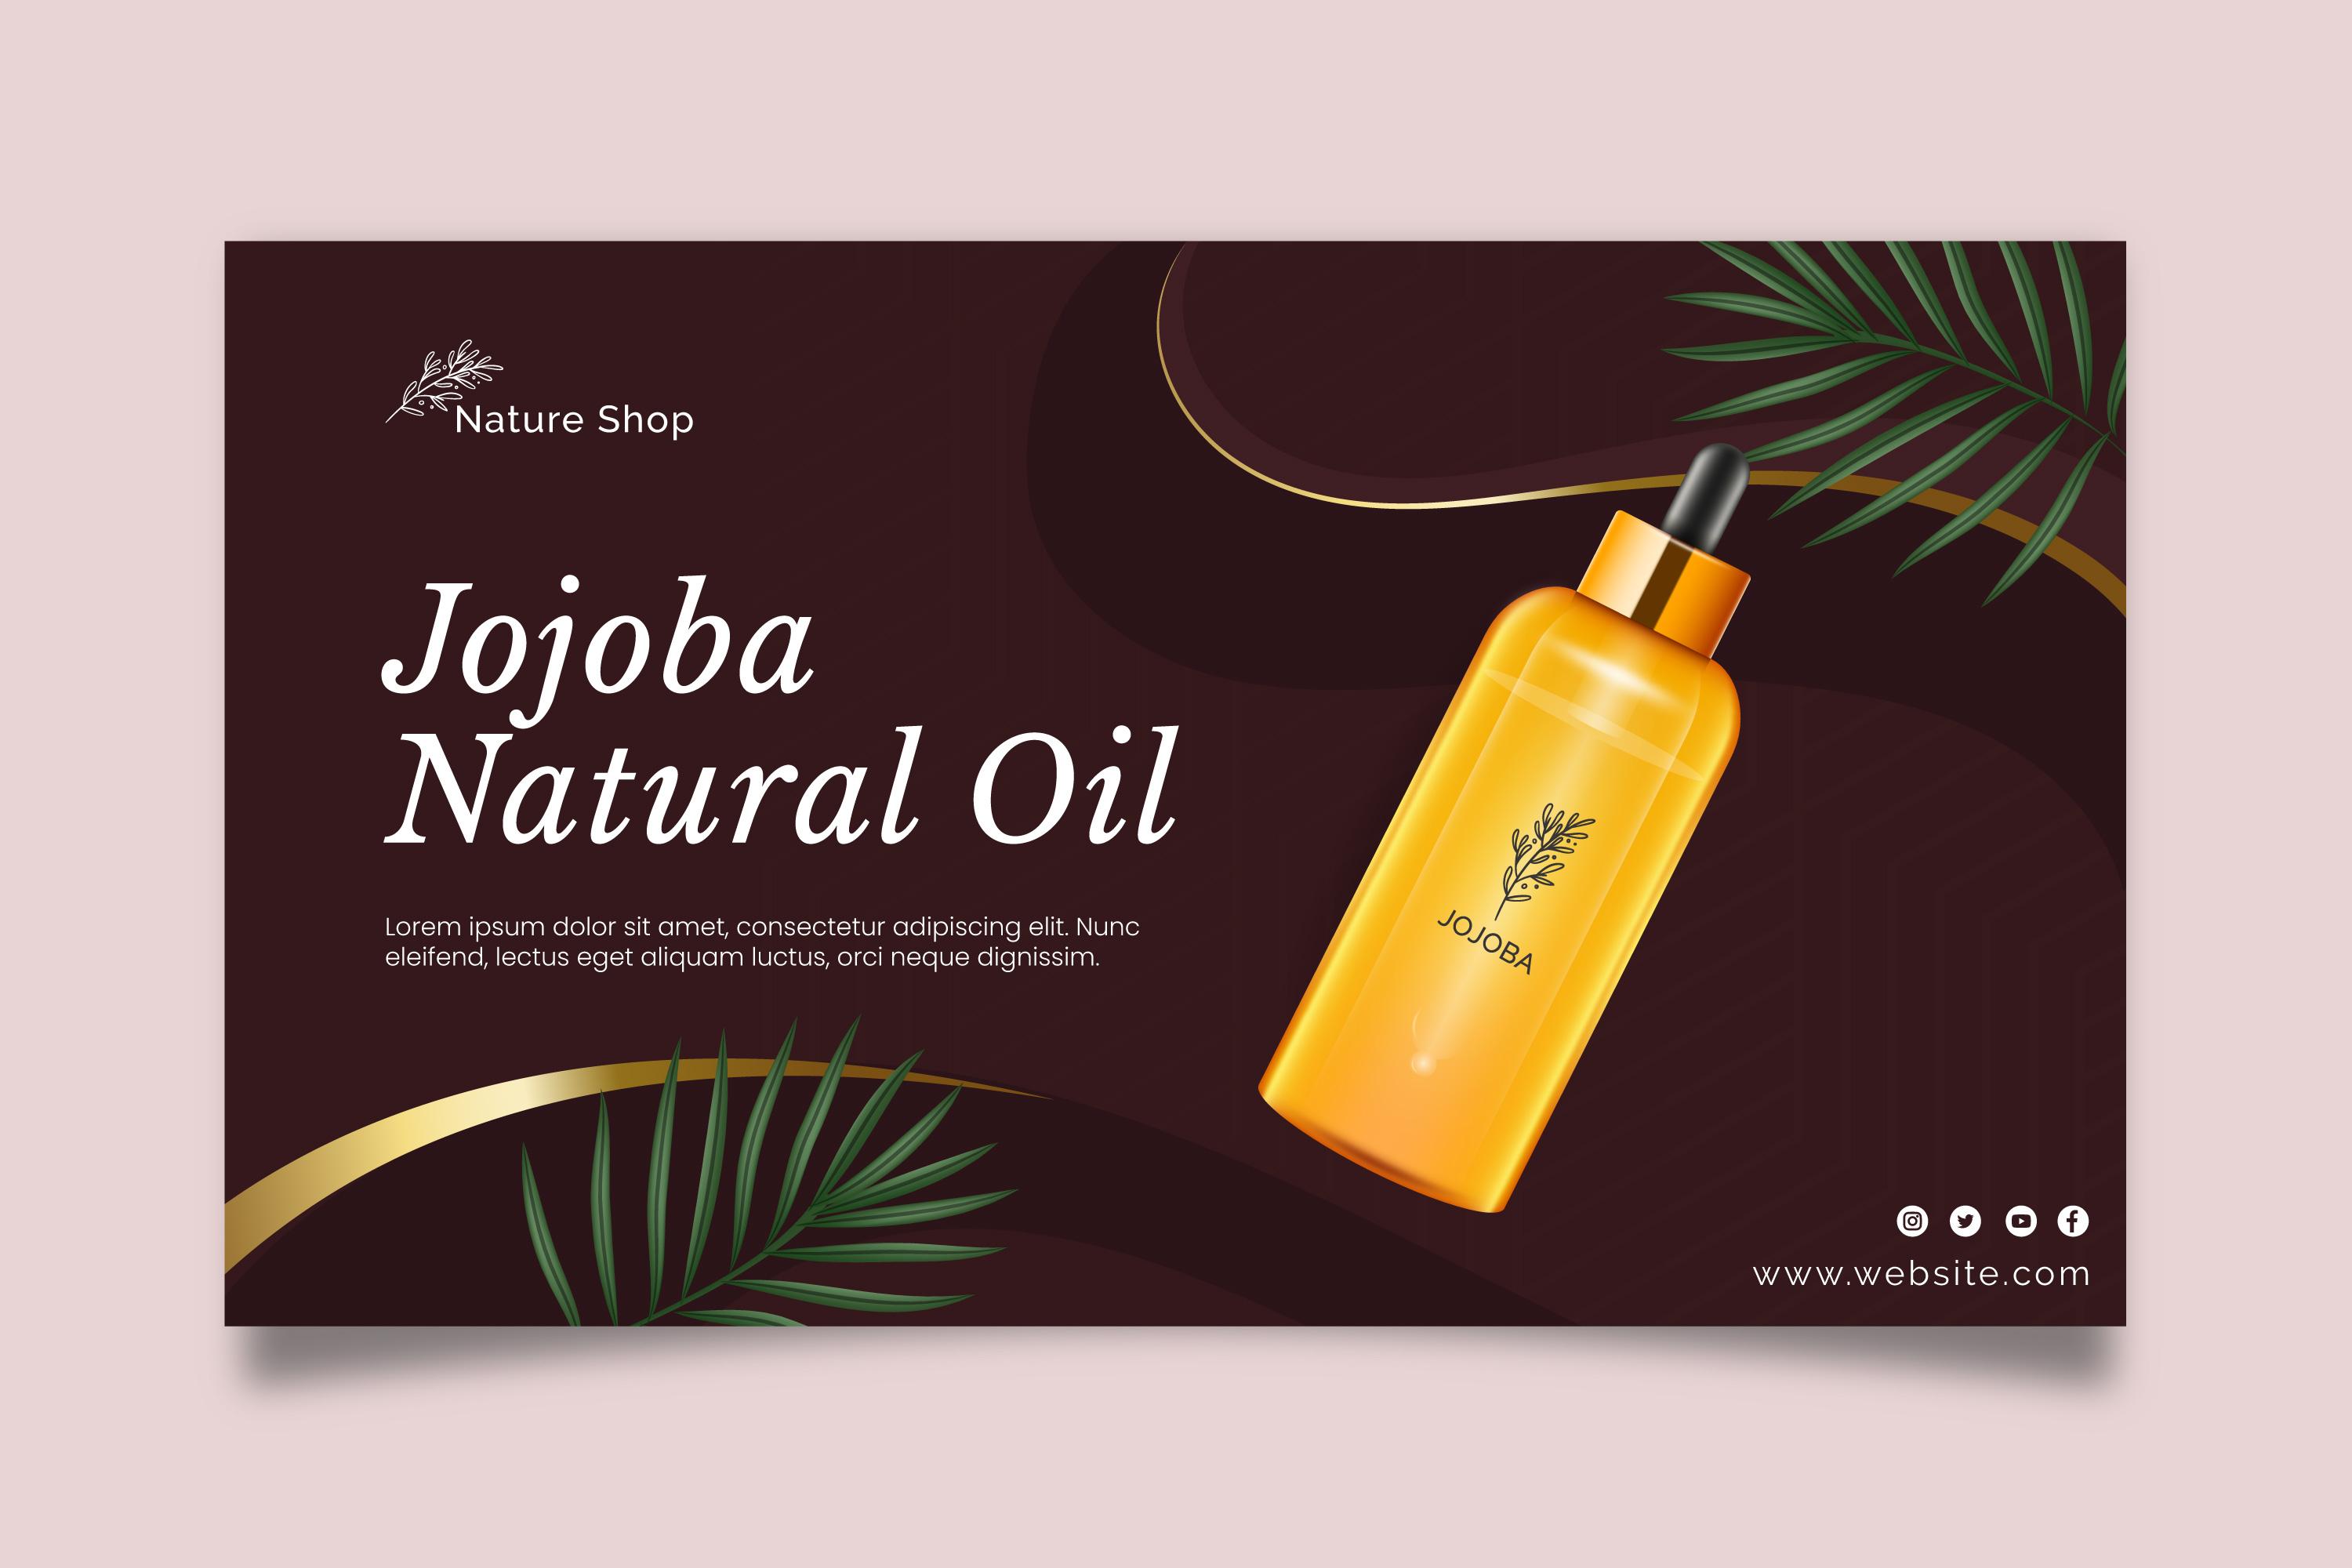 Nature Shop
Jojoba
Natural Oil
Lorem ipsum dolor sit amet, consectetur adipiscing elit. Nunc
eleifend, lectus eget aliquam luctus, orci neque dignissim.
JOJOBA
www.website.com